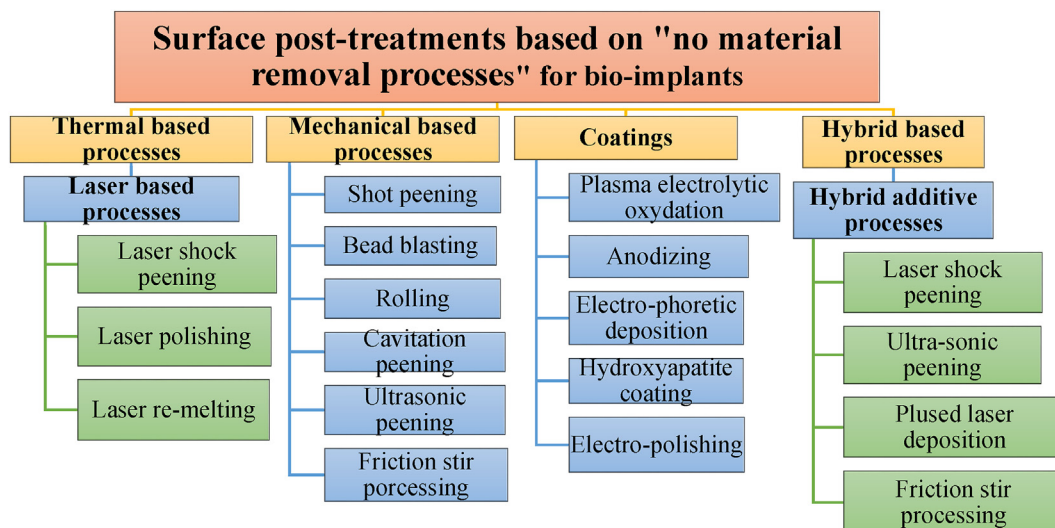 Surface post-treatments based on "no material
removal processes" for bio-implants
Thermal based
processes
Laser based
processes
Laser shock
peening
Laser polishing
Laser re-melting
Mechanical based
processes
Shot peening
Bead blasting
Rolling
Cavitation
peening
Ultrasonic
peening
Friction stir
porcessing
Coatings
Plasma electrolytic
oxydation
Anodizing
Electro-phoretic
deposition
Hydroxyapatite
coating
Electro-polishing
Hybrid based
processes
Hybrid additive
processes
Laser shock
peening
Ultra-sonic
peening
Plused laser
deposition
Friction stir
processing